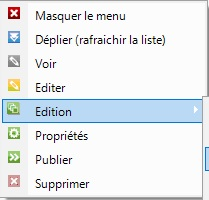 Masquer le menu
Déplier (rafraichir la liste)
Voir
Editer
Edition
Propriétés
Publier
Supprimer